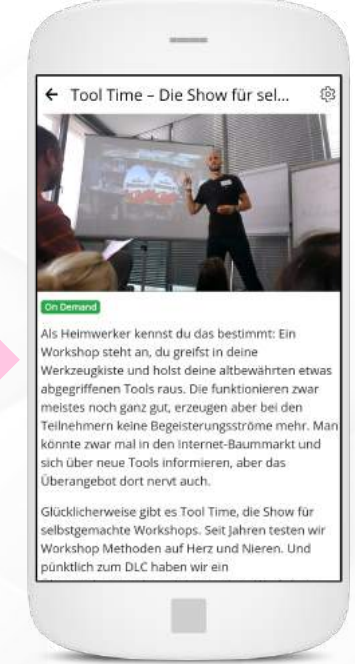 Tool Time – Die Show für sel...
On Demand
Als Heimwerker kennst du das bestimmt: Ein
Workshop steht an, du greifst in deine
Werkzeugkiste und holst deine altbewährten etwas
abgegriffenen Tools raus. Die funktionieren zwar
meistes noch ganz gut, erzeugen aber bei den
Teilnehmern keine Begeisterungsströme mehr. Man
könnte zwar mal in den Internet-Baummarkt und
sich über neue Tools informieren, aber das
Überangebot dort nervt auch.
Glücklicherweise gibt es Tool Time, die Show für
selbstgemachte Workshops. Seit Jahren testen wir
Workshop Methoden auf Herz und Nieren. Und
pünktlich zum DLC haben wir ein